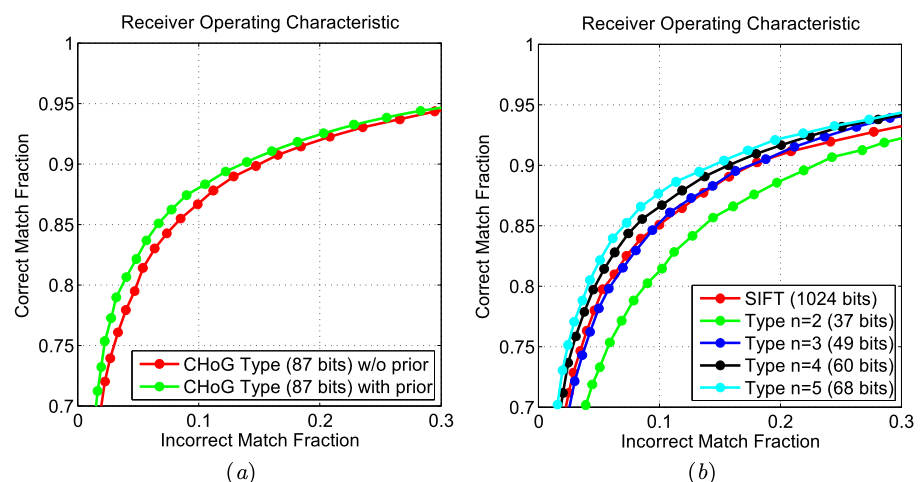 Receiver Operating Characteristic
1
0.95
0.9
0.85
0.8
0.75
0.7
Correct Match Fraction
0
0.1
0.2
0.3
Incorrect Match Fraction
CHoG Type (87 bits) w/o prior
CHoG Type (87 bits) with prior
(a)
Receiver Operating Characteristic
1
0.95
0.9
0.85
0.8
0.75
0.7
Correct Match Fraction
0
0.1
0.2
0.3
Incorrect Match Fraction
SIFT (1024 bits)
Type n=2 (37 bits)
Type n=3 (49 bits)
Type n=4 (60 bits)
Type n=5 (68 bits)
(b)